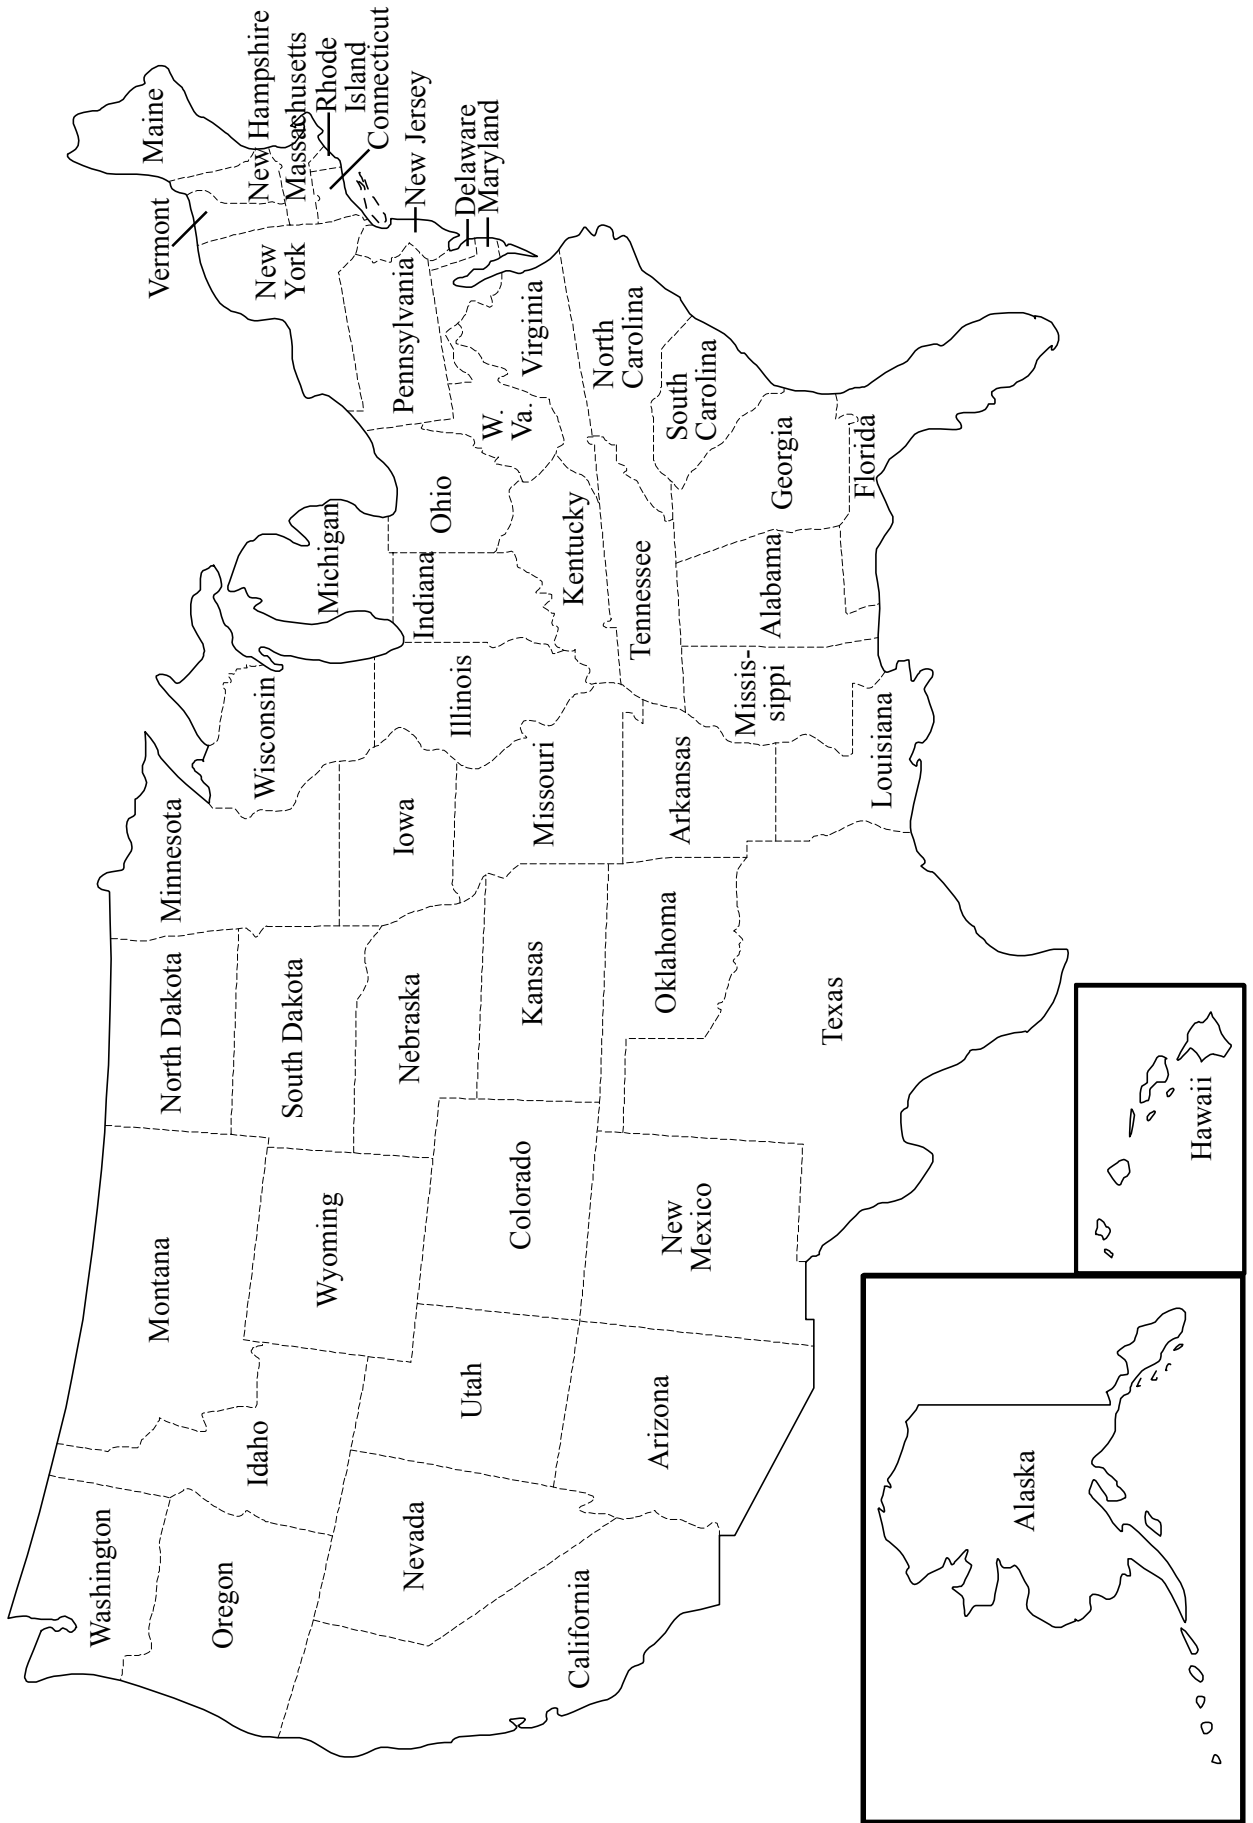 Washington
Oregon
California
Nevada
Idaho
Montana
Wyoming
Utah
Arizona
Colorado
New
Mexico
North Dakota
South Dakota
Nebraska
Kansas
Oklahoma
Texas
Minnesota
Iowa
Missouri
Arkansas
Louisiana
Wisconsin
Illinois
Missis-
sippi
Michigan
Indiana
Ohio
Kentucky
Tennessee
Alabama
Georgia
Florida
South
Carolina
North
Carolina
Virginia
W.
Va.
Pennsylvania
New
York
Vermont
Maine
New Hampshire
Massachusetts
Rhode
Island
Connecticut
New Jersey
Delaware
Maryland
Alaska
Hawaii